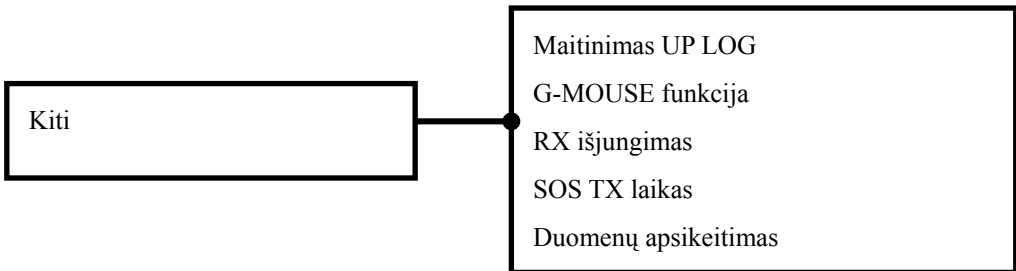 Kiti
Maitinimas UP LOG
G-MOUSE funkcija
RX išjungimas
SOS TX laikas
Duomenų apsikeitimas